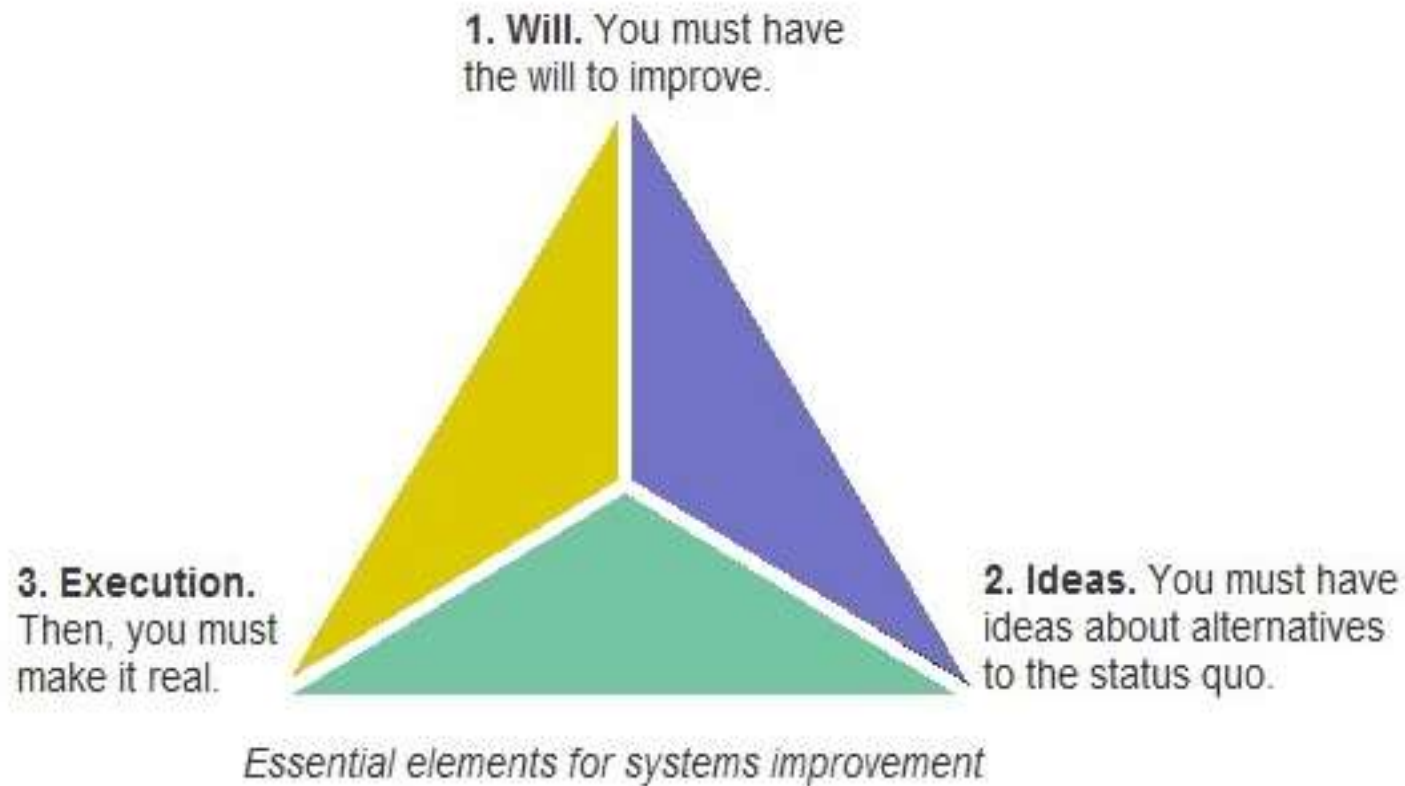 1. Will. You must have
the will to improve.
3. Execution.
Then, you must
make it real.
2. Ideas. You must have
ideas about alternatives
to the status quo.
Essential elements for systems improvement